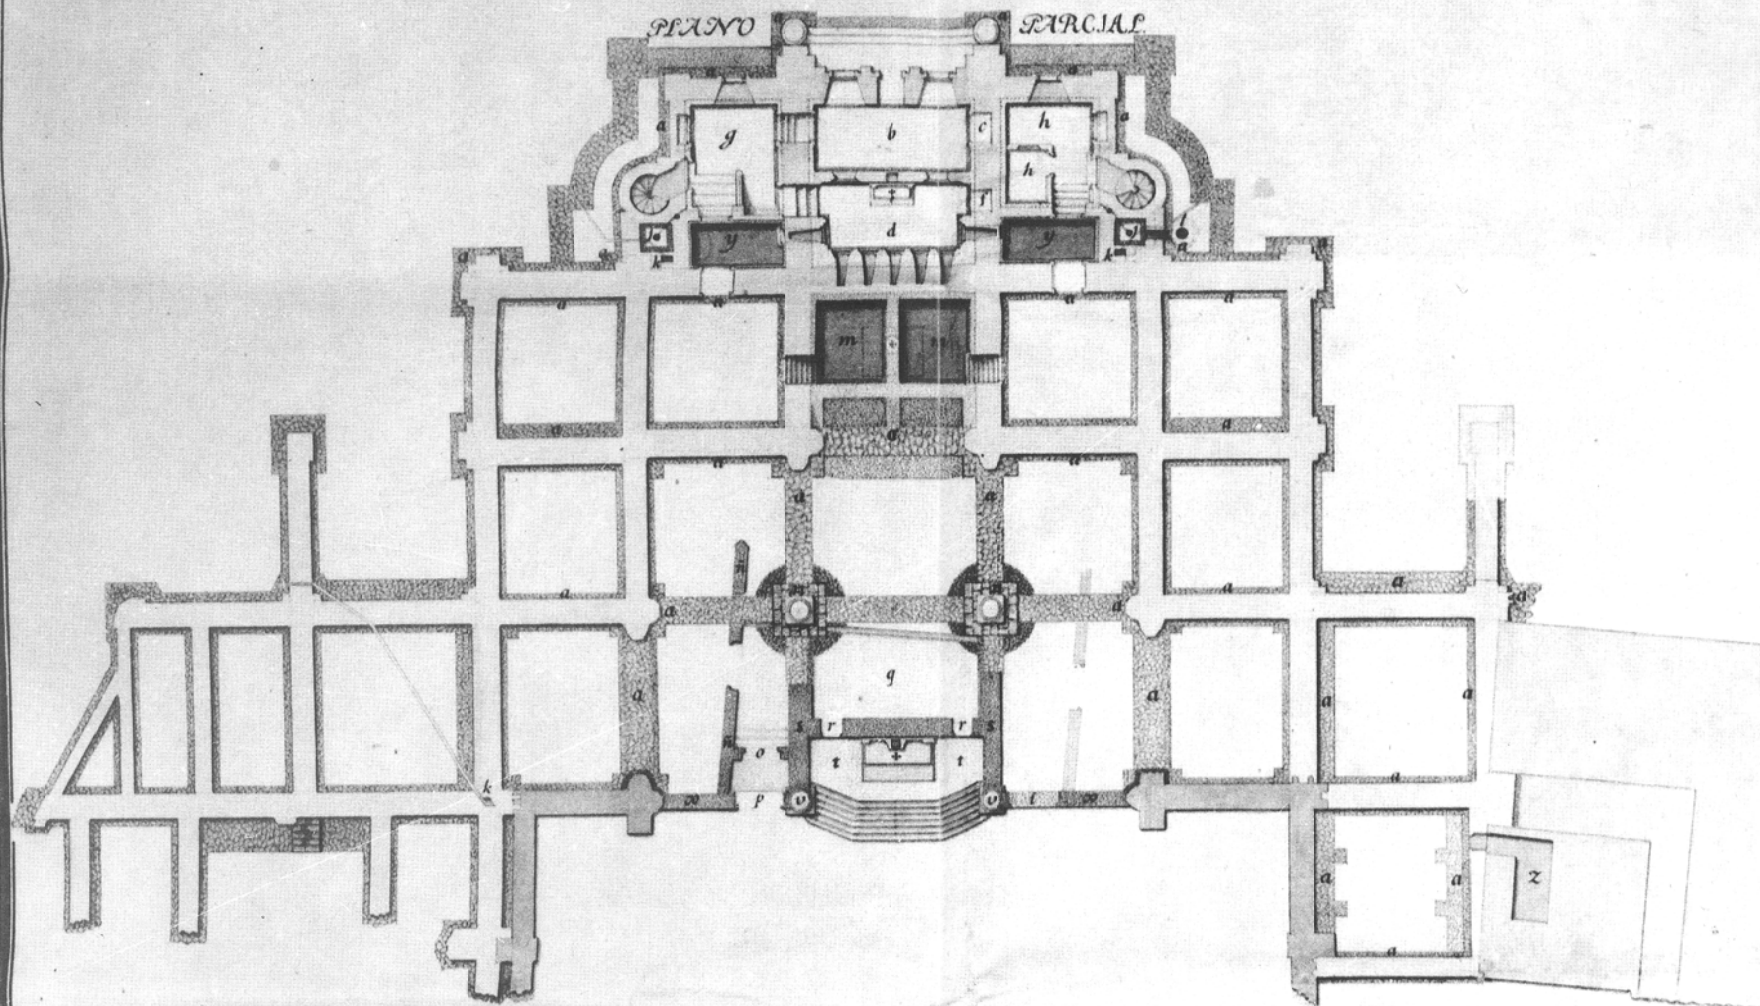 PLANO PARCIAL
a a
a a
a a
g b c h
h
f
d
j y y j l
k k a
a a
a a a a
m m
a a
a
a a
a a
n
a a a
a a a
q
a a a a
s r r s
n o t t
k p v v t a
a a z
a